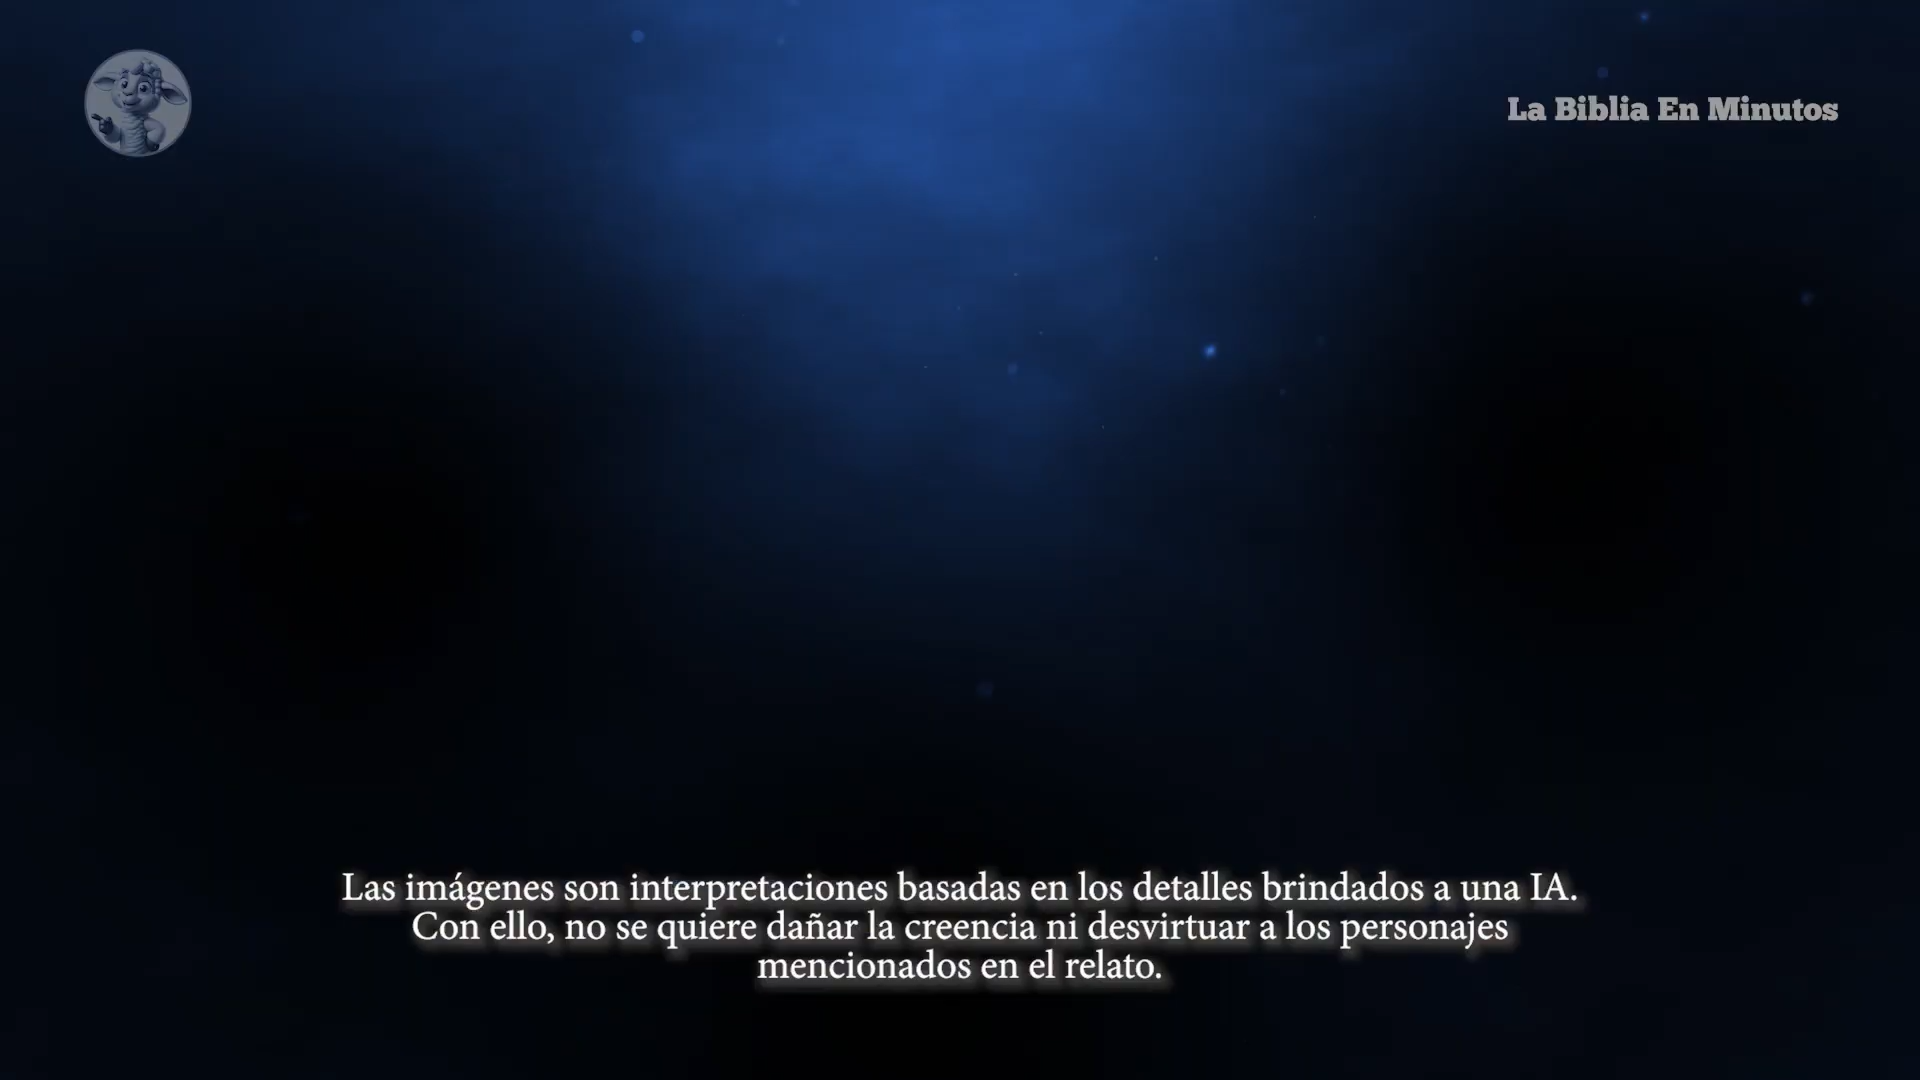 La Biblia En Minutos
Las imágenes son interpretaciones basadas en los detalles brindados a una IA.
Con ello, no se quiere dañar la creencia ni desvirtuar a los personajes
mencionados en el relato.